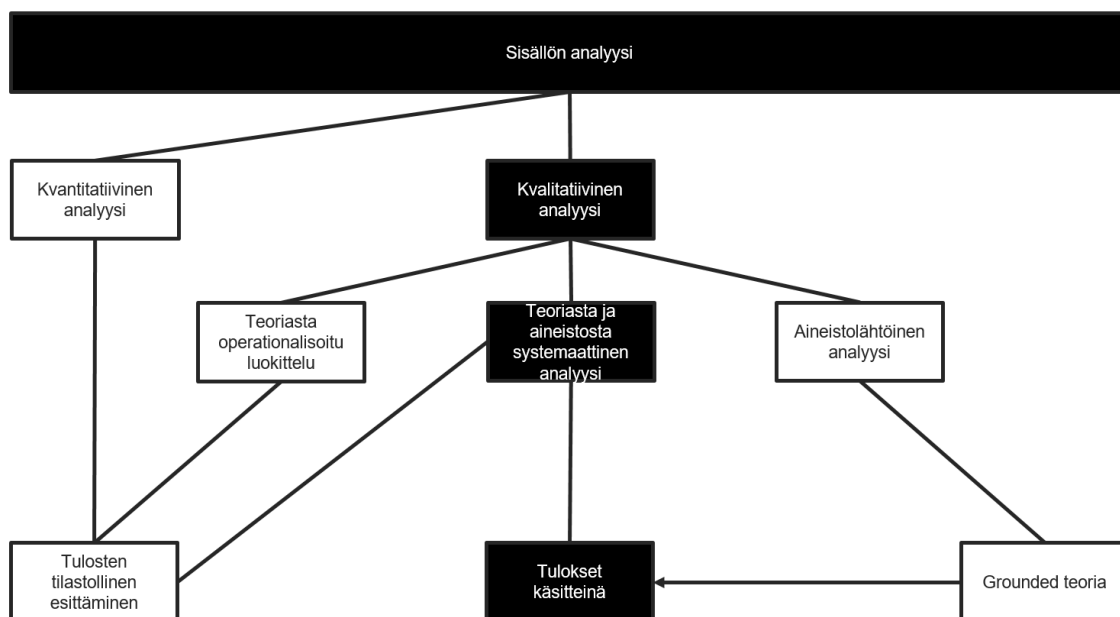 Sisällön analyysi
Kvantitatiivinen
analyysi
Kvalitatiivinen
analyysi
Teoriasta
operationalisoitu
luokittelu
Teoriasta ja
aineistosta
systemaattinen
analyysi
Aineistolähtöinen
analyysi
Tulosten
tilastollinen
esittäminen
Tulokset
käsitteinä
Grounded teoria